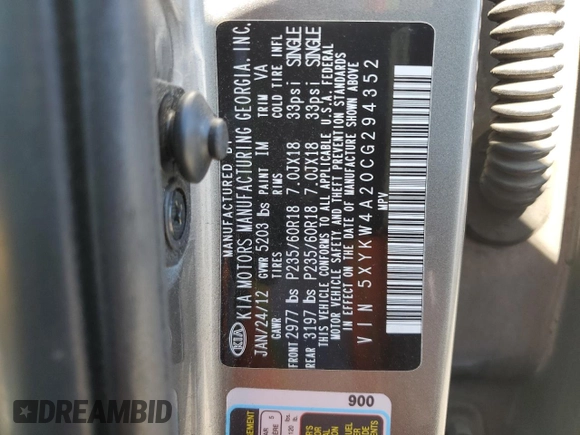 MANUFACTURED BY
KIA MOTORS MANUFACTURING GEORGIA, INC.
KIA
JAN/24/12 GVWR 5203 lbs PAINT IM TRIM VA
GAWR TIRES RIMS COLD TIRE INFL
FRONT 2977 lbs P235/60R18 7.0JX18 33psi SINGLE
REAR 3197 lbs P235/60R18 7.0JX18 33psi SINGLE
THIS VEHICLE CONFORMS TO ALL APPLICABLE U.S.A. FEDERAL
MOTOR VEHICLE SAFETY AND THEFT PREVENTION STANDARDS
IN EFFECT ON THE DATE OF MANUFACTURE SHOWN ABOVE
VIN 5XYKW4A20CG294352
MPV
900
DREAMBID